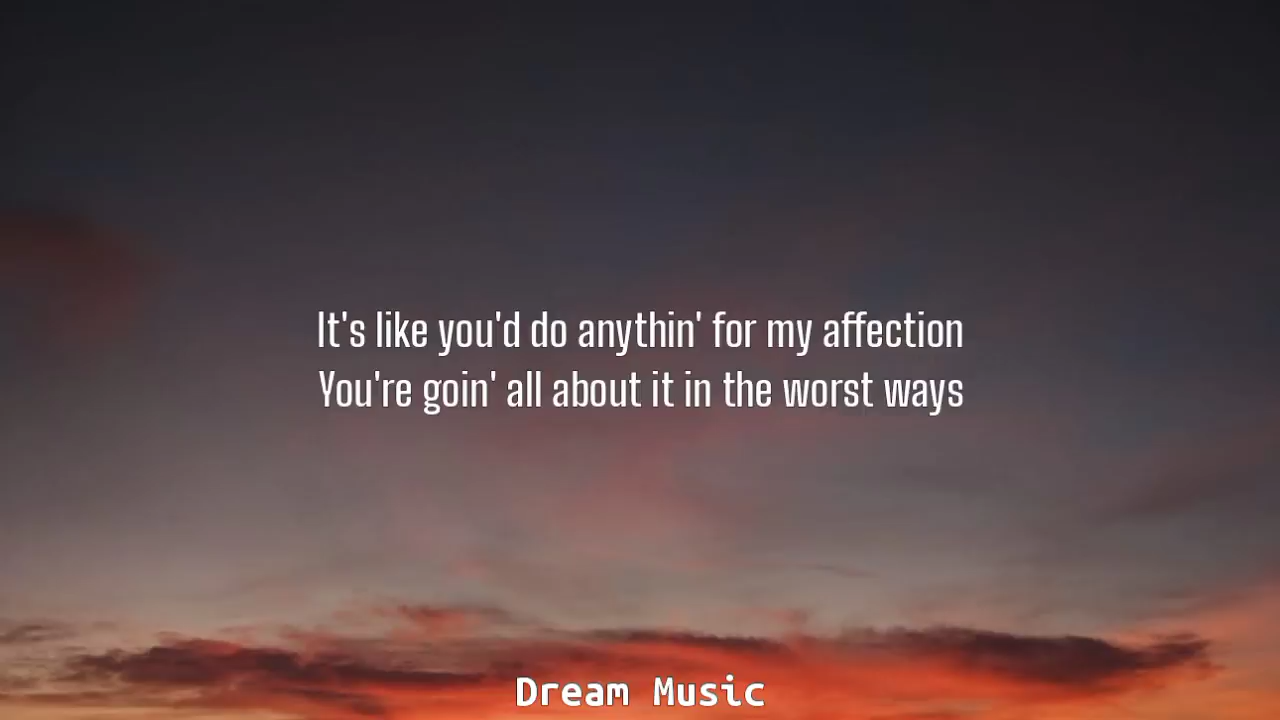 It's like you'd do anythin' for my affection
You're goin' all about it in the worst ways
Dream Music